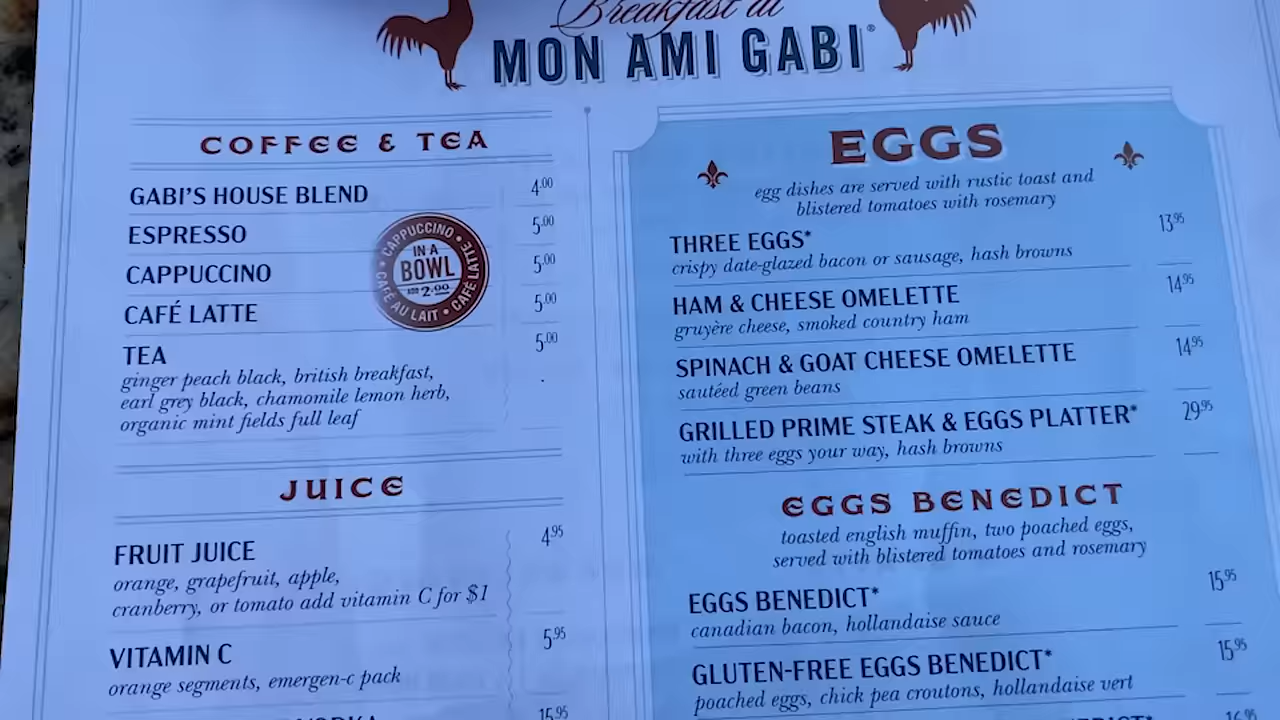 Breakfast at
MON AMI GABI®
COFFEE & TEA
GABI'S HOUSE BLEND 4.00
ESPRESSO 5.00
CAPPUCCINO 5.00
CAFÉ LATTE 5.00
TEA 5.00
ginger peach black, british breakfast,
earl grey black, chamomile lemon herb,
organic mint fields full leaf
• CAPPUCCINO • CAFÉ LATTE • CAFÉ AU LAIT
IN A
BOWL
ADD 2.00
JUICE
FRUIT JUICE 4.95
orange, grapefruit, apple,
cranberry, or tomato add vitamin C for $1
VITAMIN C 5.95
orange segments, emergen-c pack
15.95
EGGS
egg dishes are served with rustic toast and
blistered tomatoes with rosemary
THREE EGGS* 13.95
crispy date-glazed bacon or sausage, hash browns
HAM & CHEESE OMELETTE 14.95
gruyère cheese, smoked country ham
SPINACH & GOAT CHEESE OMELETTE 14.95
sautéed green beans
GRILLED PRIME STEAK & EGGS PLATTER* 29.95
with three eggs your way, hash browns
EGGS BENEDICT
toasted english muffin, two poached eggs,
served with blistered tomatoes and rosemary
EGGS BENEDICT* 15.95
canadian bacon, hollandaise sauce
GLUTEN-FREE EGGS BENEDICT* 15.95
poached eggs, chick pea croutons, hollandaise vert